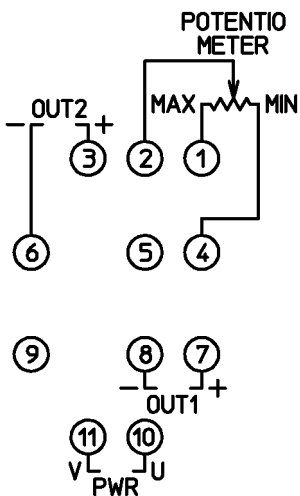 POTENTIO
METER
MAX MIN
− OUT2 +
3 2 1
6 5 4
9 8 7
− OUT1 +
11 10
V PWR U